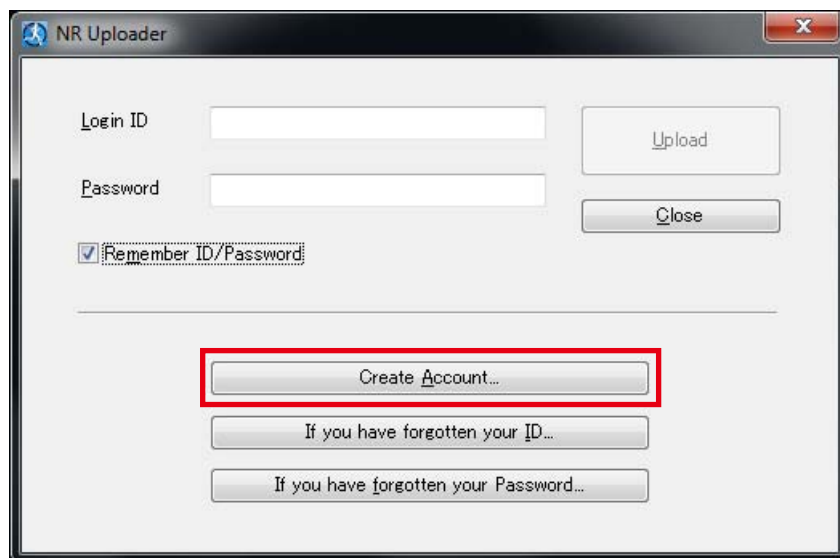 NR Uploader
Login ID
Upload
Password
Close
Remember ID/Password
Create Account...
If you have forgotten your ID...
If you have forgotten your Password...